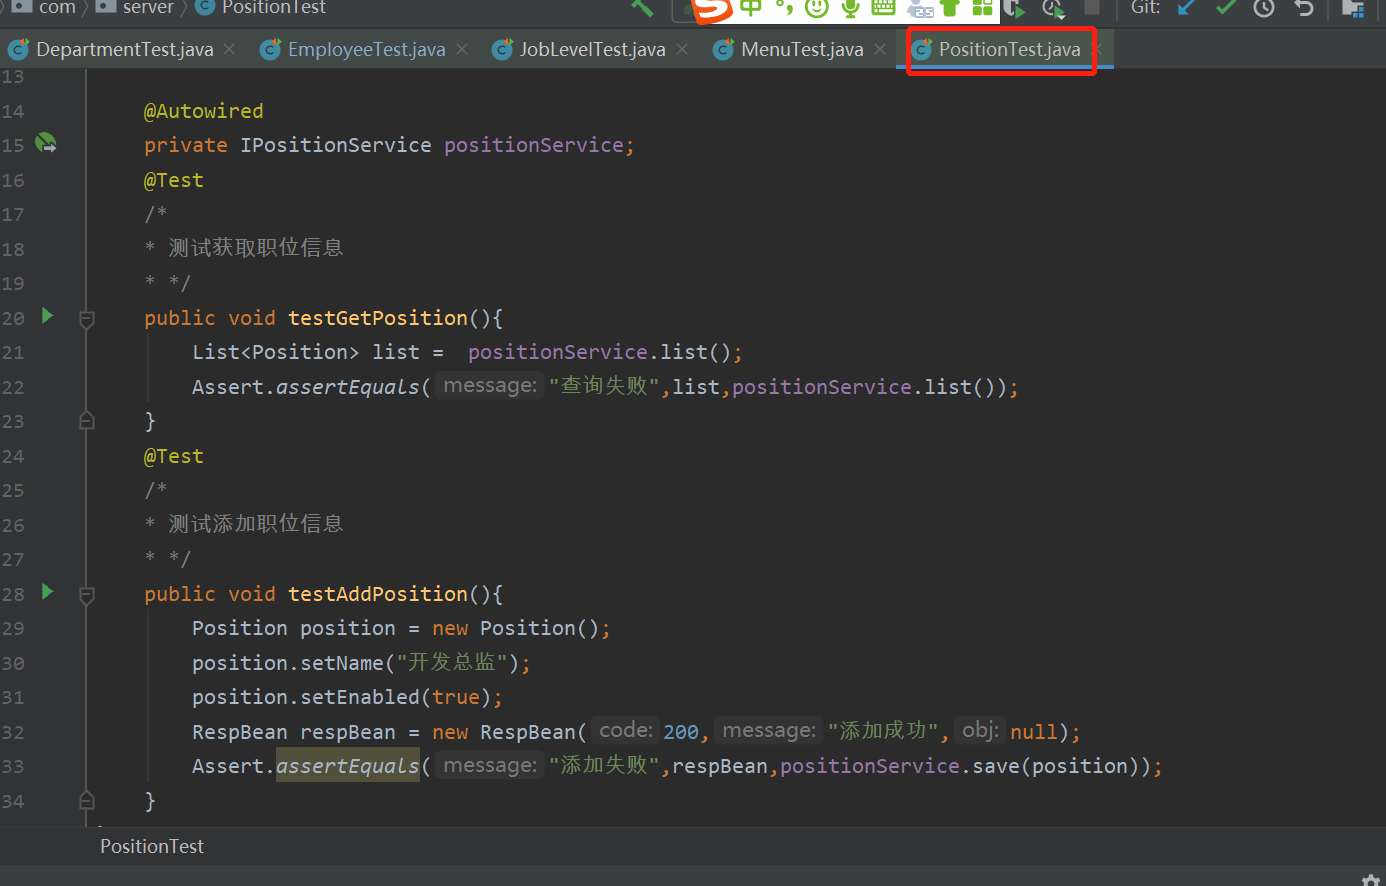 com server PositionTest 中 Git:
DepartmentTest.java EmployeeTest.java JobLevelTest.java MenuTest.java PositionTest.java
13
14 @Autowired
15 private IPositionService positionService;
16 @Test
17 /*
18 * 测试获取职位信息
19 * */
20 public void testGetPosition(){
21 List<Position> list = positionService.list();
22 Assert.assertEquals( message: "查询失败",list,positionService.list());
23 }
24 @Test
25 /*
26 * 测试添加职位信息
27 * */
28 public void testAddPosition(){
29 Position position = new Position();
30 position.setName("开发总监");
31 position.setEnabled(true);
32 RespBean respBean = new RespBean( code: 200, message: "添加成功", obj: null);
33 Assert.assertEquals( message: "添加失败",respBean,positionService.save(position));
34 }
PositionTest